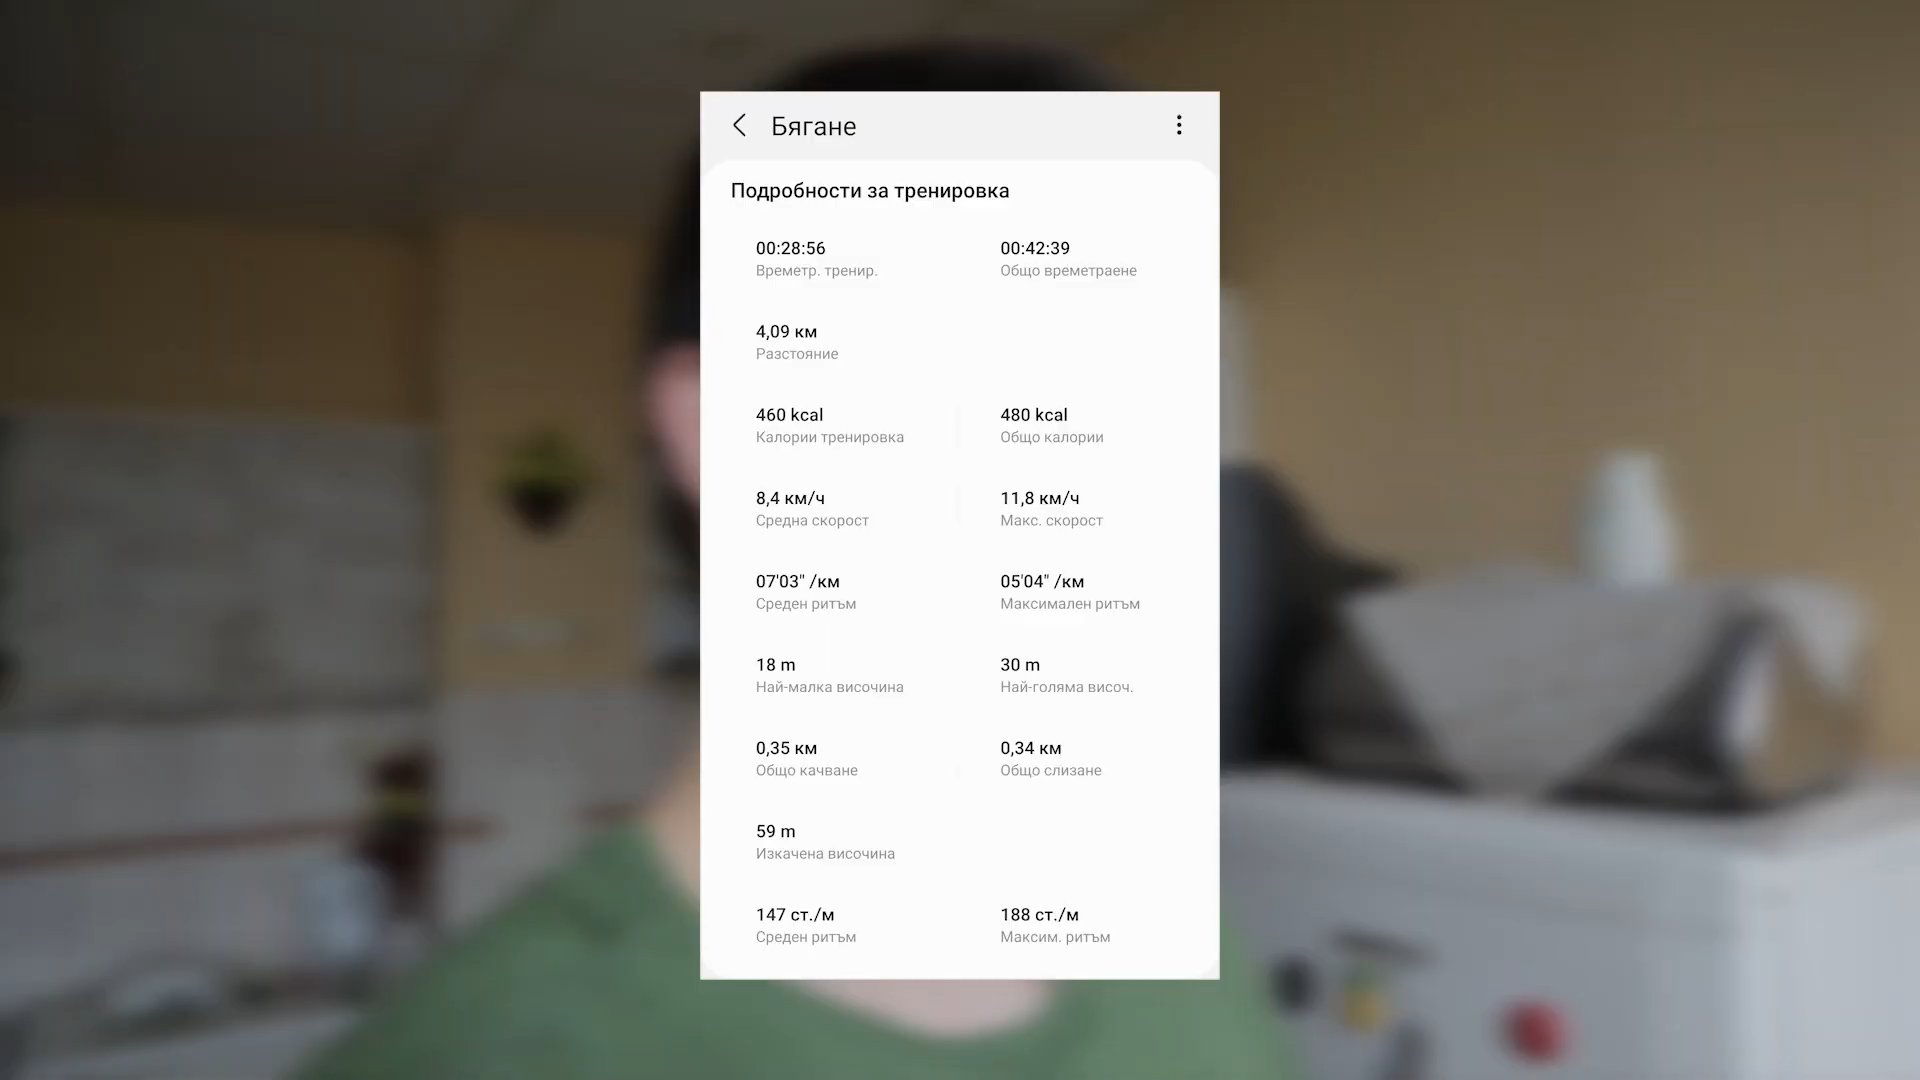 Бягане
Подробности за тренировка
00:28:56 00:42:39
Времетр. тренир. Общо времетраене
4,09 км
Разстояние
460 kcal 480 kcal
Калории тренировка Общо калории
8,4 км/ч 11,8 км/ч
Средна скорост Макс. скорост
07'03" /км 05'04" /км
Среден ритъм Максимален ритъм
18 m 30 m
Най-малка височина Най-голяма височ.
0,35 км 0,34 км
Общо качване Общо слизане
59 m
Изкачена височина
147 ст./м 188 ст./м
Среден ритъм Максим. ритъм